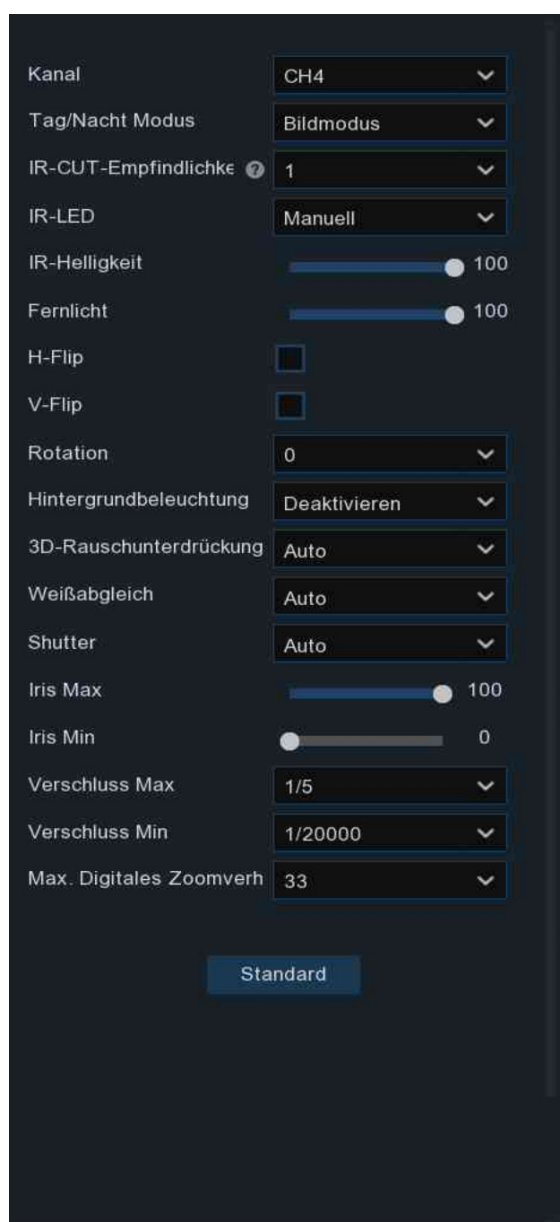 Kanal CH4
Tag/Nacht Modus Bildmodus
IR-CUT-Empfindlichke ? 1
IR-LED Manuell
IR-Helligkeit 100
Fernlicht 100
H-Flip
V-Flip
Rotation 0
Hintergrundbeleuchtung Deaktivieren
3D-Rauschunterdrückung Auto
Weißabgleich Auto
Shutter Auto
Iris Max 100
Iris Min 0
Verschluss Max 1/5
Verschluss Min 1/20000
Max. Digitales Zoomverh 33
Standard